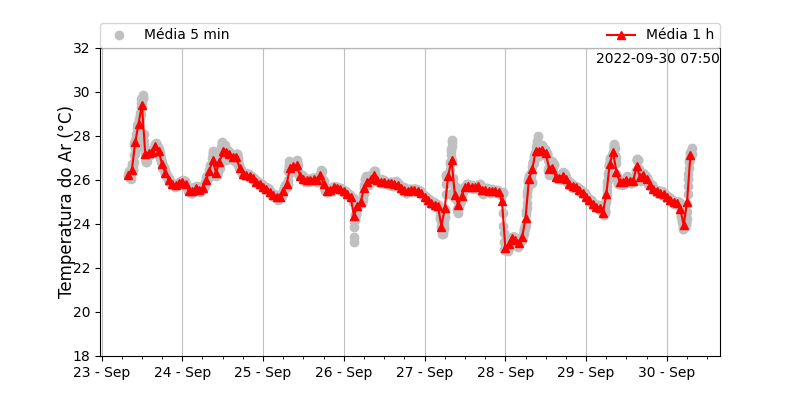 Média 5 min
Média 1 h
2022-09-30 07:50
Temperatura do Ar (°C)
32
30
28
26
24
22
20
18
23 - Sep
24 - Sep
25 - Sep
26 - Sep
27 - Sep
28 - Sep
29 - Sep
30 - Sep